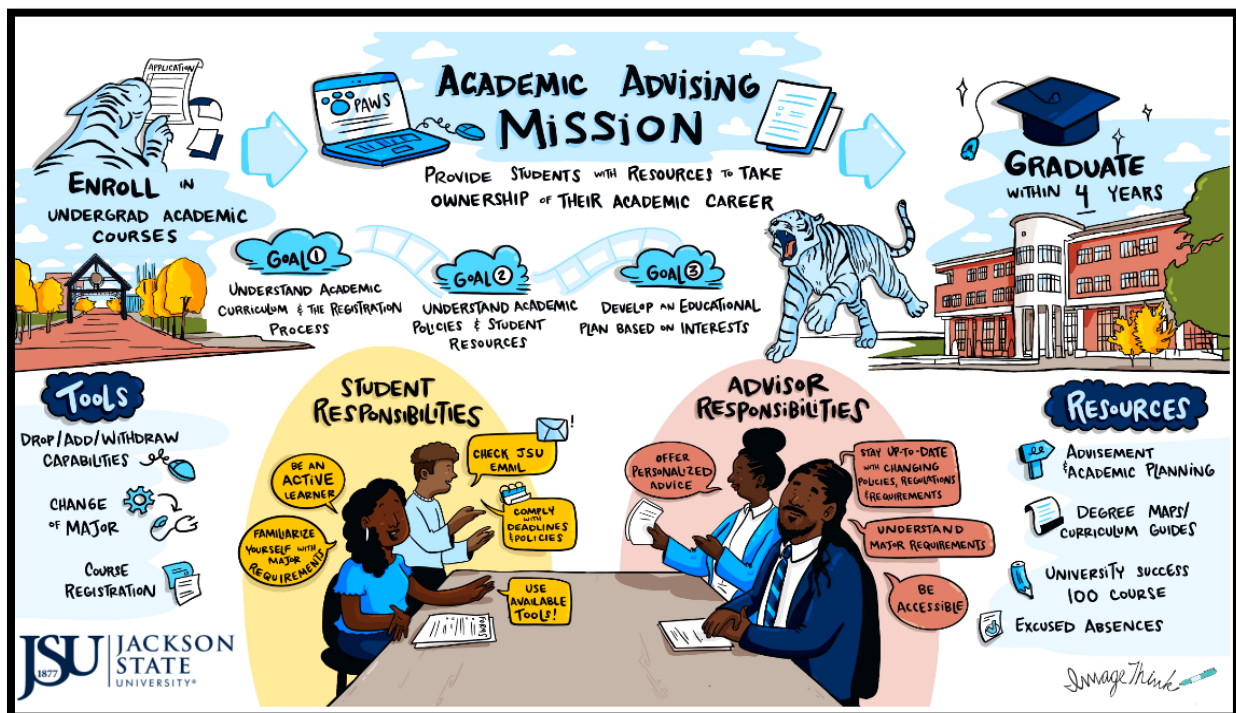 APPLICATION
ENROLL IN
UNDERGRAD ACADEMIC
COURSES
PAWS
ACADEMIC ADVISING
MISSION
PROVIDE STUDENTS WITH RESOURCES TO TAKE
OWNERSHIP OF THEIR ACADEMIC CAREER
GRADUATE
WITHIN 4 YEARS
GOAL 1
UNDERSTAND ACADEMIC
CURRICULUM & THE REGISTRATION
PROCESS
GOAL 2
UNDERSTAND ACADEMIC
POLICIES & STUDENT
RESOURCES
GOAL 3
DEVELOP AN EDUCATIONAL
PLAN BASED ON INTERESTS
TOOLS
DROP/ADD/WITHDRAW
CAPABILITIES
CHANGE
OF MAJOR
COURSE
REGISTRATION
STUDENT
RESPONSIBILITIES
BE AN
ACTIVE
LEARNER
FAMILIARIZE
YOURSELF WITH
MAJOR
REQUIREMENTS
CHECK JSU
EMAIL
!
COMPLY
WITH
DEADLINES
& POLICIES
USE
AVAILABLE
TOOLS!
FORMS
ADVISOR
RESPONSIBILITIES
OFFER
PERSONALIZED
ADVICE
STAY UP-TO-DATE
WITH CHANGING
POLICIES, REGULATIONS
& REQUIREMENTS
UNDERSTAND
MAJOR REQUIREMENTS
BE
ACCESSIBLE
RESOURCES
ADVISEMENT
& ACADEMIC PLANNING
DEGREE MAPS/
CURRICULUM GUIDES
UNIVERSITY SUCCESS
100 COURSE
EXCUSED ABSENCES
JSU
1877
JACKSON
STATE
UNIVERSITY®
ImageThink